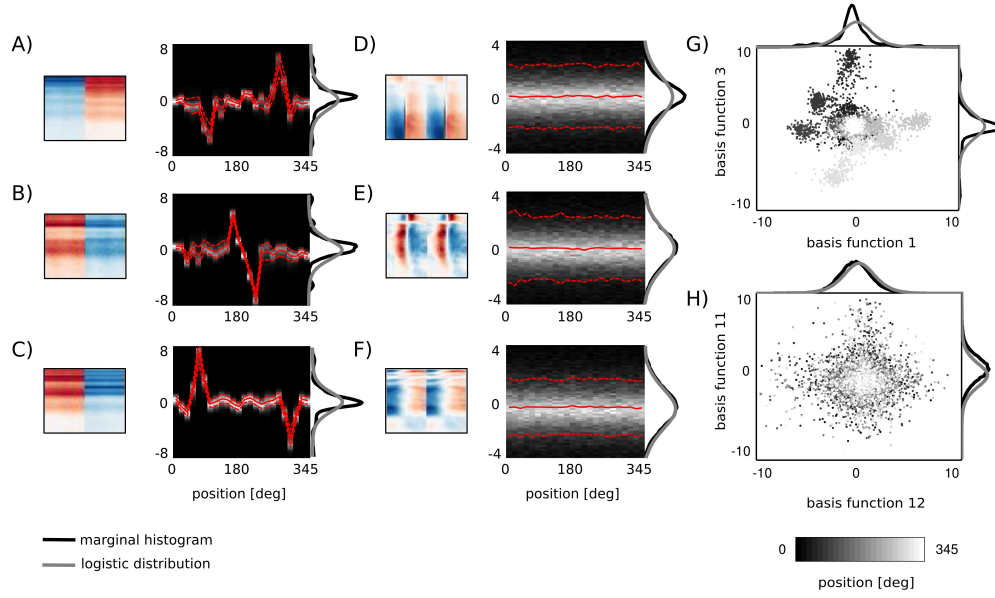 A)
8
0
-8
0
180
345
B)
8
0
-8
0
180
345
C)
8
0
-8
0
180
345
position [deg]
D)
4
0
-4
0
180
345
E)
4
0
-4
0
180
345
F)
4
0
-4
0
180
345
position [deg]
G)
10
0
-10
basis function 3
-10
0
10
basis function 1
H)
10
0
-10
basis function 11
-10
0
10
basis function 12
marginal histogram
logistic distribution
0
345
position [deg]